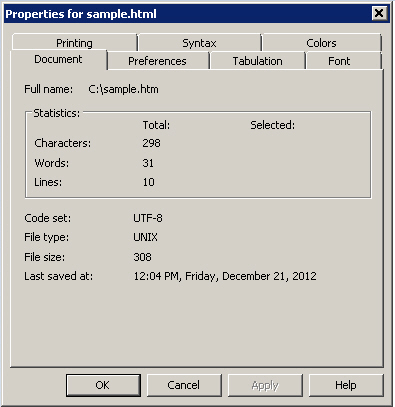 Properties for sample.html
Printing Syntax Colors
Document Preferences Tabulation Font
Full name: C:\sample.htm
Statistics:
Total: Selected:
Characters: 298
Words: 31
Lines: 10
Code set: UTF-8
File type: UNIX
File size: 308
Last saved at: 12:04 PM, Friday, December 21, 2012
OK Cancel Apply Help